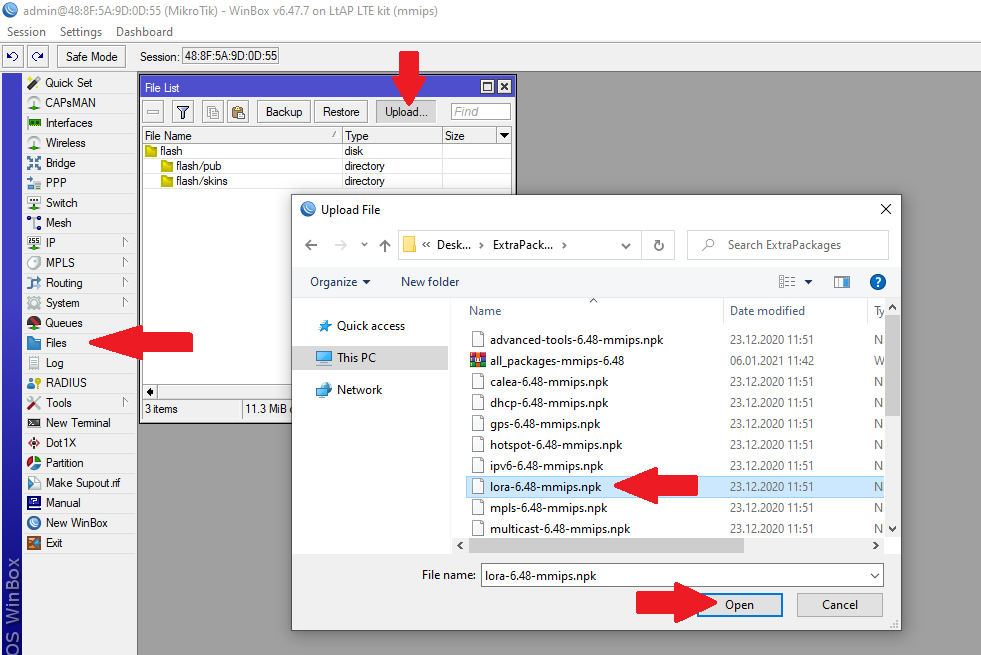 admin@48:8F:5A:9D:0D:55 (MikroTik) - WinBox v6.47.7 on LtAP LTE kit (mmips)
Session Settings Dashboard
Safe Mode Session: 48:8F:5A:9D:0D:55
Quick Set
CAPsMAN
Interfaces
Wireless
Bridge
PPP
Switch
Mesh
IP
MPLS
Routing
System
Queues
Files
Log
RADIUS
Tools
New Terminal
Dot1X
Partition
Make Supout.rif
Manual
New WinBox
Exit
OS WinBox
File List
Backup Restore Upload... Find
File Name Type Size
flash disk
flash/pub directory
flash/skins directory
3 items 11.3 MiB
Upload File
« Desk... › ExtraPack... › Search ExtraPackages
Organize New folder
Quick access
This PC
Network
Name Date modified Ty
advanced-tools-6.48-mmips.npk 23.12.2020 11:51 N
all_packages-mmips-6.48 06.01.2021 11:42 W
calea-6.48-mmips.npk 23.12.2020 11:51 N
dhcp-6.48-mmips.npk 23.12.2020 11:51 N
gps-6.48-mmips.npk 23.12.2020 11:51 N
hotspot-6.48-mmips.npk 23.12.2020 11:51 N
ipv6-6.48-mmips.npk 23.12.2020 11:51 N
lora-6.48-mmips.npk 23.12.2020 11:51 N
mpls-6.48-mmips.npk 23.12.2020 11:51 N
multicast-6.48-mmips.npk 23.12.2020 11:51 N
File name: lora-6.48-mmips.npk
Open Cancel